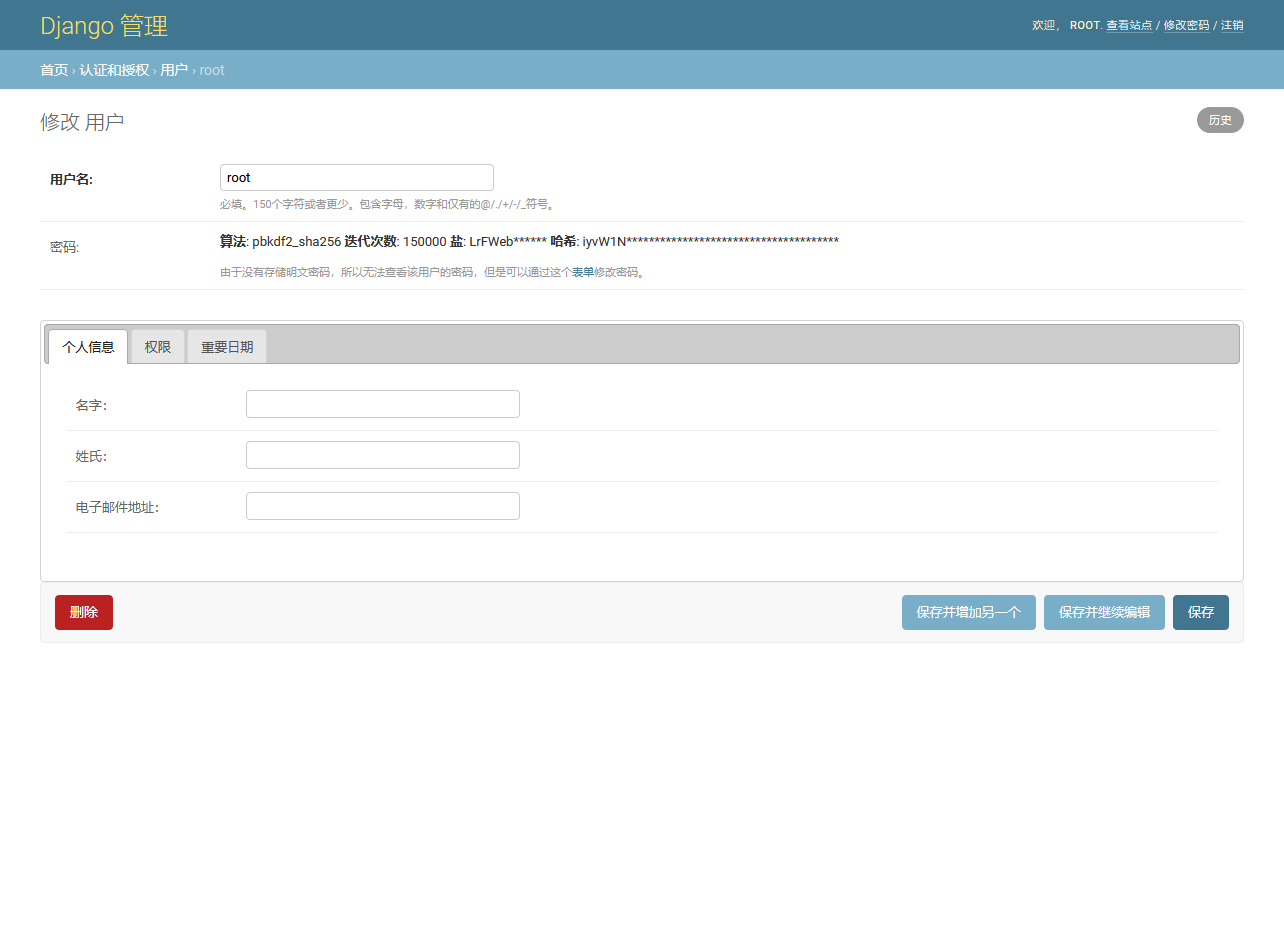 Django 管理
欢迎， ROOT. 查看站点 / 修改密码 / 注销
首页 › 认证和授权 › 用户 › root
修改 用户
历史
用户名: root
必填。150个字符或者更少。包含字母，数字和仅有的@/./+/-/_符号。
密码: 算法: pbkdf2_sha256 迭代次数: 150000 盐: LrFWeb****** 哈希: iyvW1N**************************************
由于没有存储明文密码，所以无法查看该用户的密码，但是可以通过这个表单修改密码。
个人信息 权限 重要日期
名字:
姓氏:
电子邮件地址:
删除 保存并增加另一个 保存并继续编辑 保存